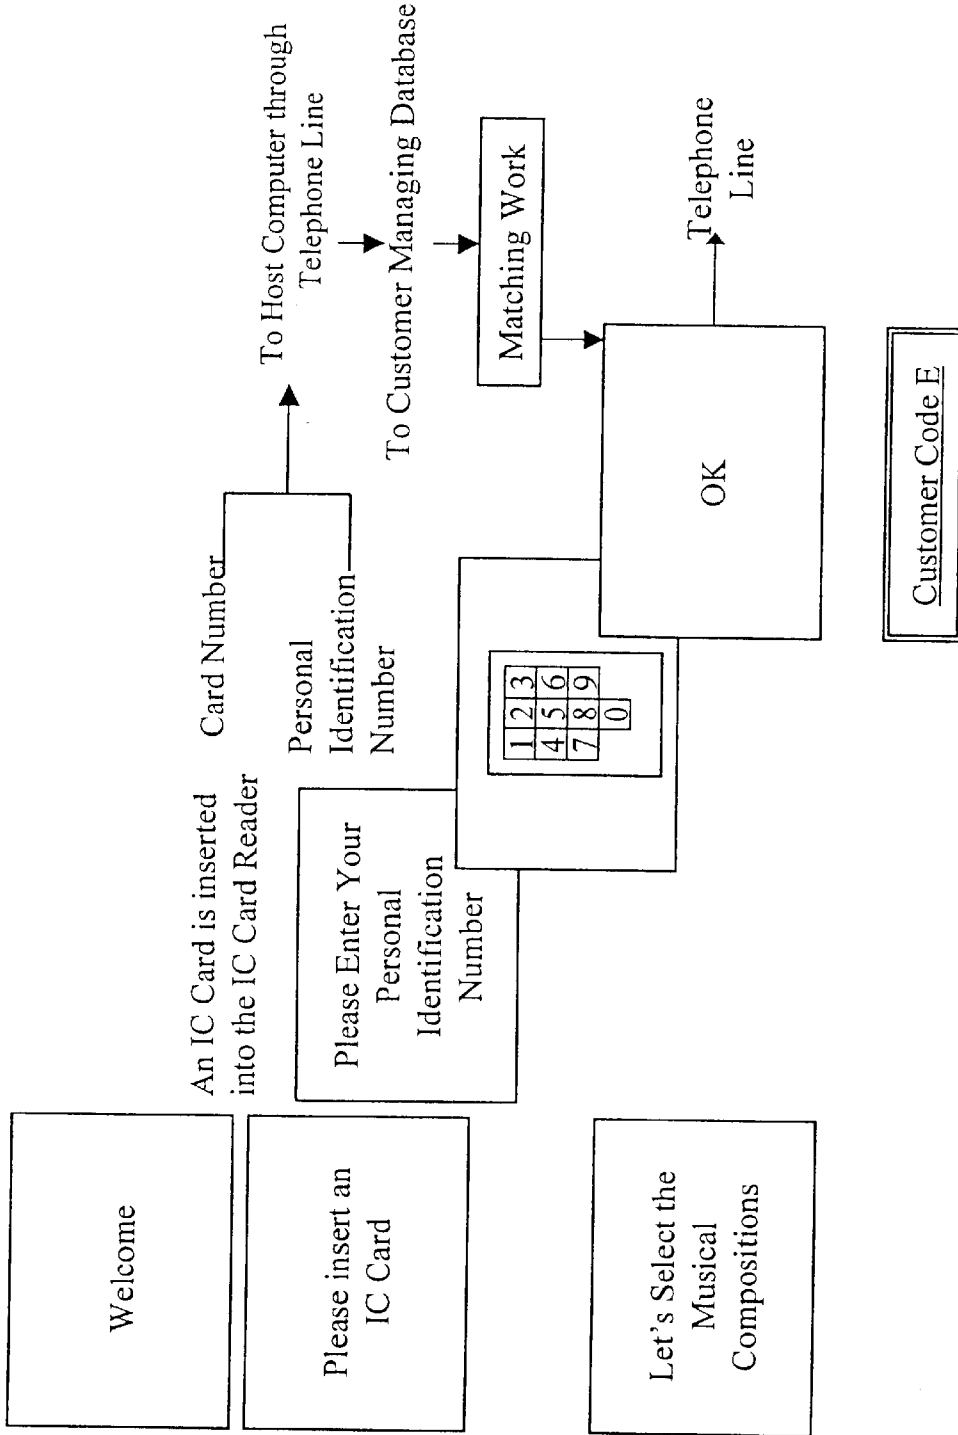 Welcome
Please insert an
IC Card
An IC Card is inserted
into the IC Card Reader
Card Number
Personal
Identification
Number
To Host Computer through
Telephone Line
To Customer Managing Database
Matching Work
Please Enter Your
Personal
Identification
Number
1 2 3
4 5 6
7 8 9
0
OK
Telephone
Line
Let's Select the
Musical
Compositions
Customer Code E